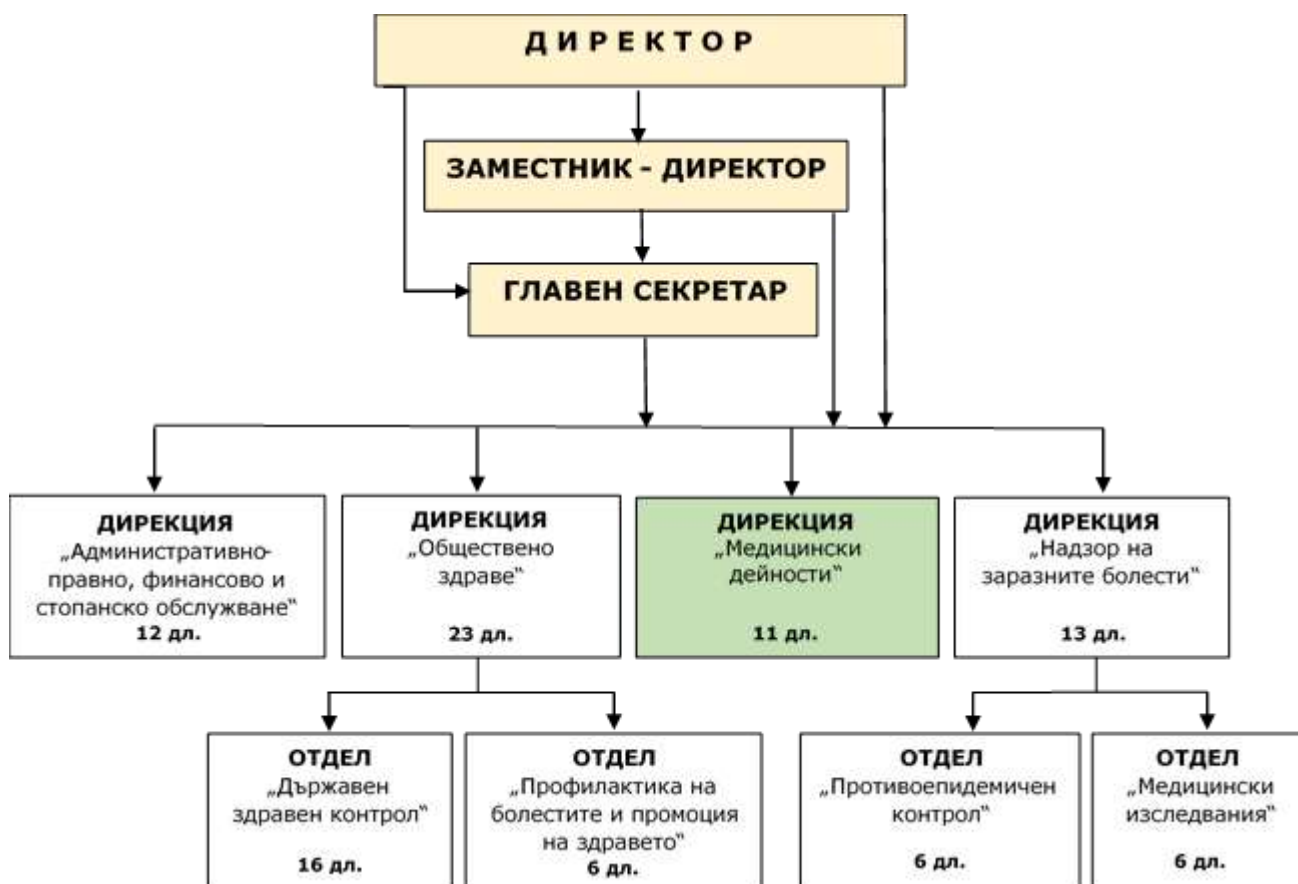 ДИРЕКТОР
ЗАМЕСТНИК - ДИРЕКТОР
ГЛАВЕН СЕКРЕТАР
ДИРЕКЦИЯ
„Административно-
правно, финансово и
стопанско обслужване“
12 дл.
ДИРЕКЦИЯ
„Обществено
здраве“
23 дл.
ДИРЕКЦИЯ
„Медицински
дейности“
11 дл.
ДИРЕКЦИЯ
„Надзор на
заразните болести“
13 дл.
ОТДЕЛ
„Държавен
здравен контрол“
16 дл.
ОТДЕЛ
„Профилактика на
болестите и промоция
на здравето“
6 дл.
ОТДЕЛ
„Противоепидемичен
контрол“
6 дл.
ОТДЕЛ
„Медицински
изследвания“
6 дл.